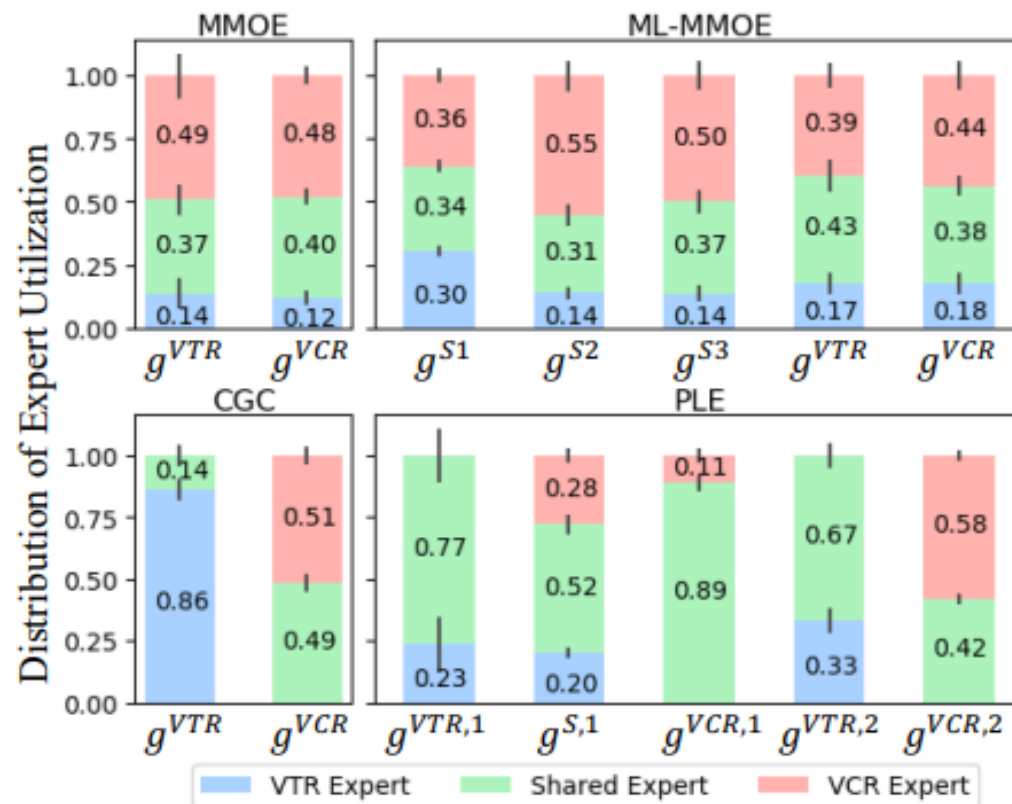 MMOE ML-MMOE
Distribution of Expert Utilization
1.00
0.75
0.50
0.25
0.00
0.49 0.48 0.36 0.55 0.50 0.39 0.44
0.37 0.40 0.34 0.31 0.37 0.43 0.38
0.14 0.12 0.30 0.14 0.14 0.17 0.18
g^{VTR} g^{VCR} g^{S1} g^{S2} g^{S3} g^{VTR} g^{VCR}
CGC PLE
1.00
0.75
0.50
0.25
0.00
0.14 0.51 0.77 0.28 0.11 0.67 0.58
0.86 0.49 0.23 0.52 0.89 0.33 0.42
0.20
g^{VTR} g^{VCR} g^{VTR,1} g^{S,1} g^{VCR,1} g^{VTR,2} g^{VCR,2}
VTR Expert Shared Expert VCR Expert